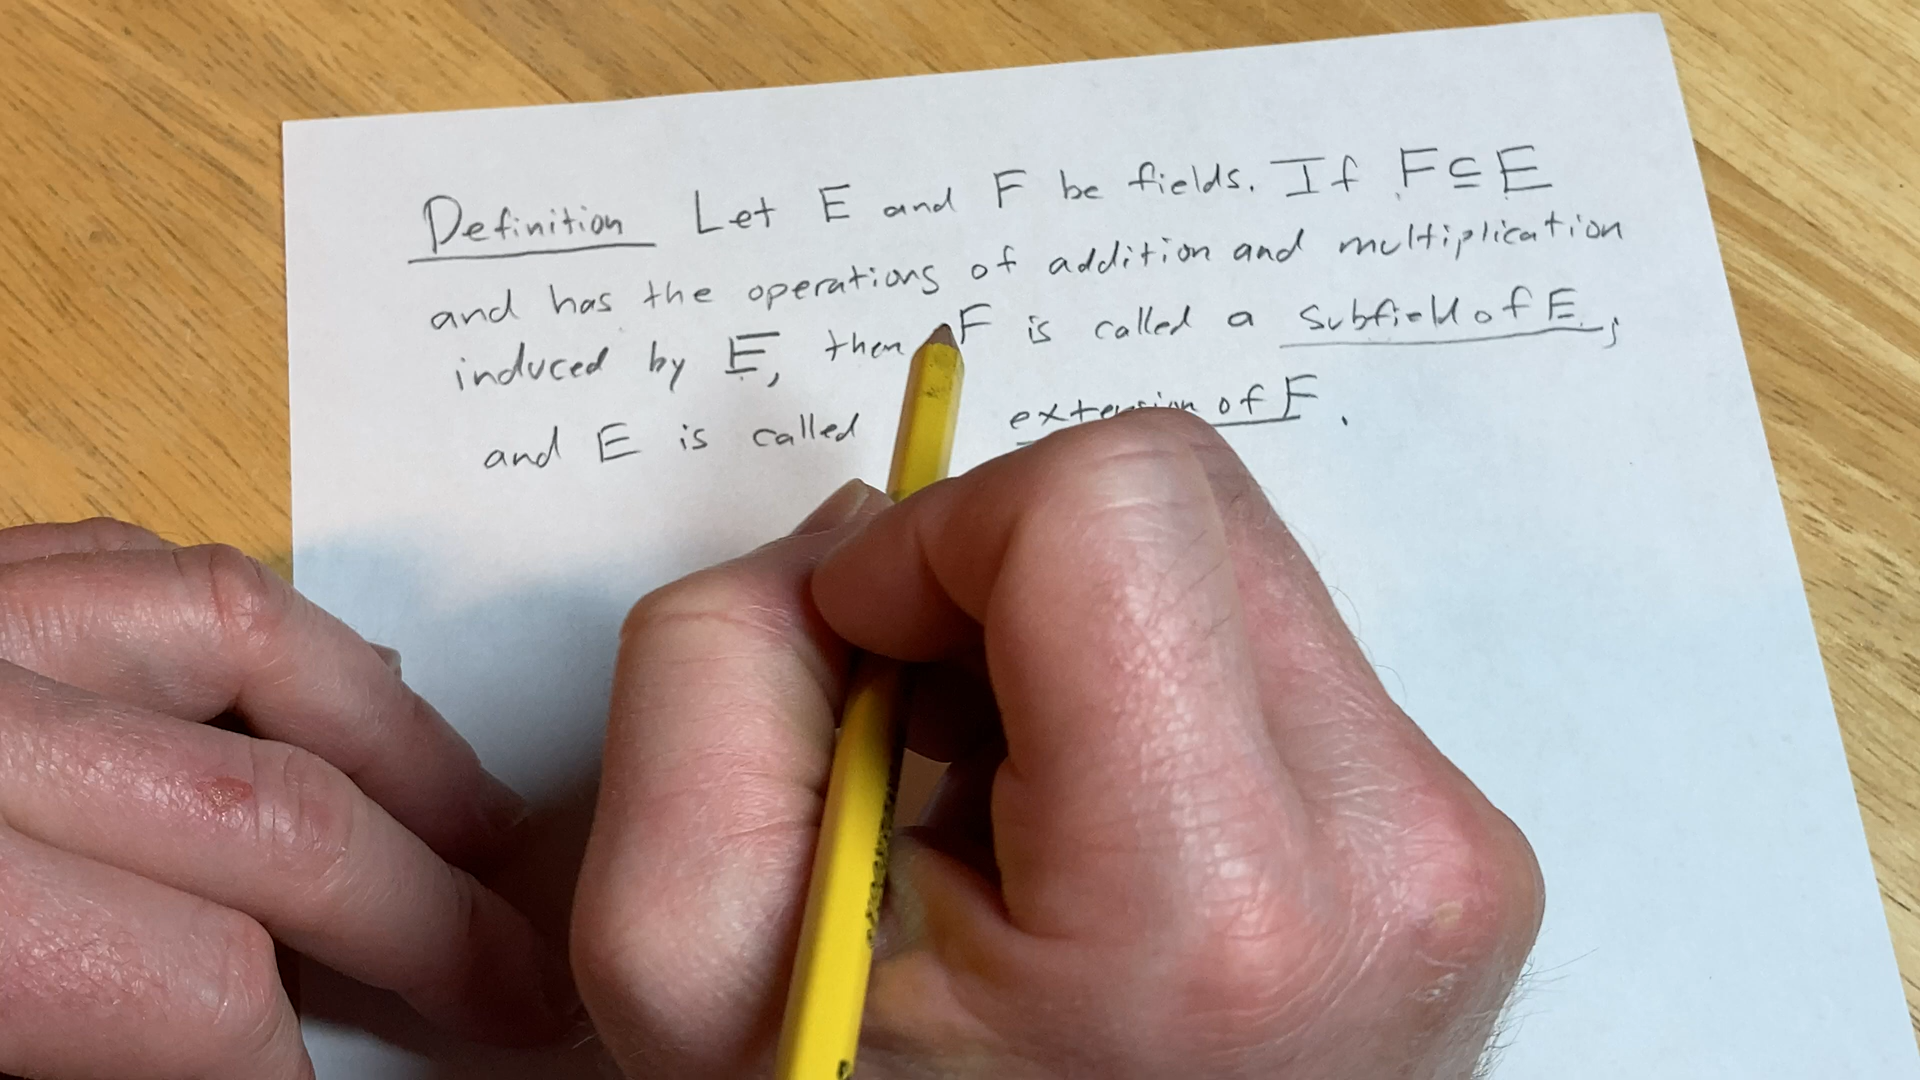 Definition Let E and F be fields. If F ⊆ E
and has the operations of addition and multiplication
induced by E, then F is called a subfield of E,
and E is called extension of F.